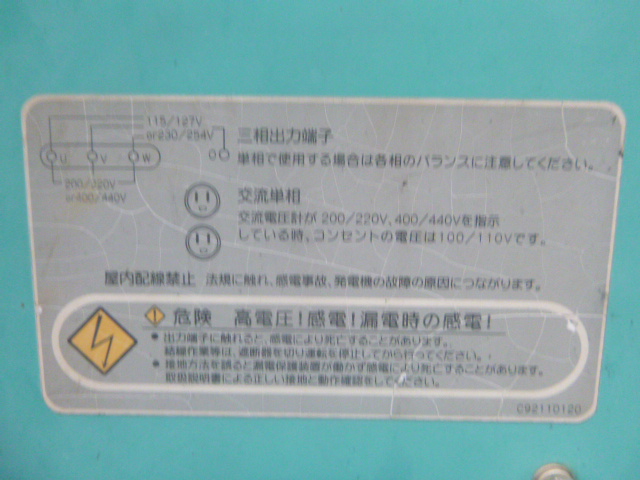 115/127V
or230/254V
U V W O
200/220V
or400/440V
三相出力端子
単相で使用する場合は各相のバランスに注意してください。
交流単相
交流電圧計が 200/220V, 400/440Vを指示
している時、コンセントの電圧は100/110Vです。
屋内配線禁止 法規に触れ、感電事故、発電機の故障の原因につながります。
危険 高電圧!感電!漏電時の感電!
● 出力端子に触れると、感電により死亡することがあります。
結線作業等は、遮断器を切り運転を停止してから行ってください。
● 接地方法を誤ると漏電保護装置が働かず感電により死亡することがあります。
取扱説明書による正しい接地と動作確認をしてください。
C92110120